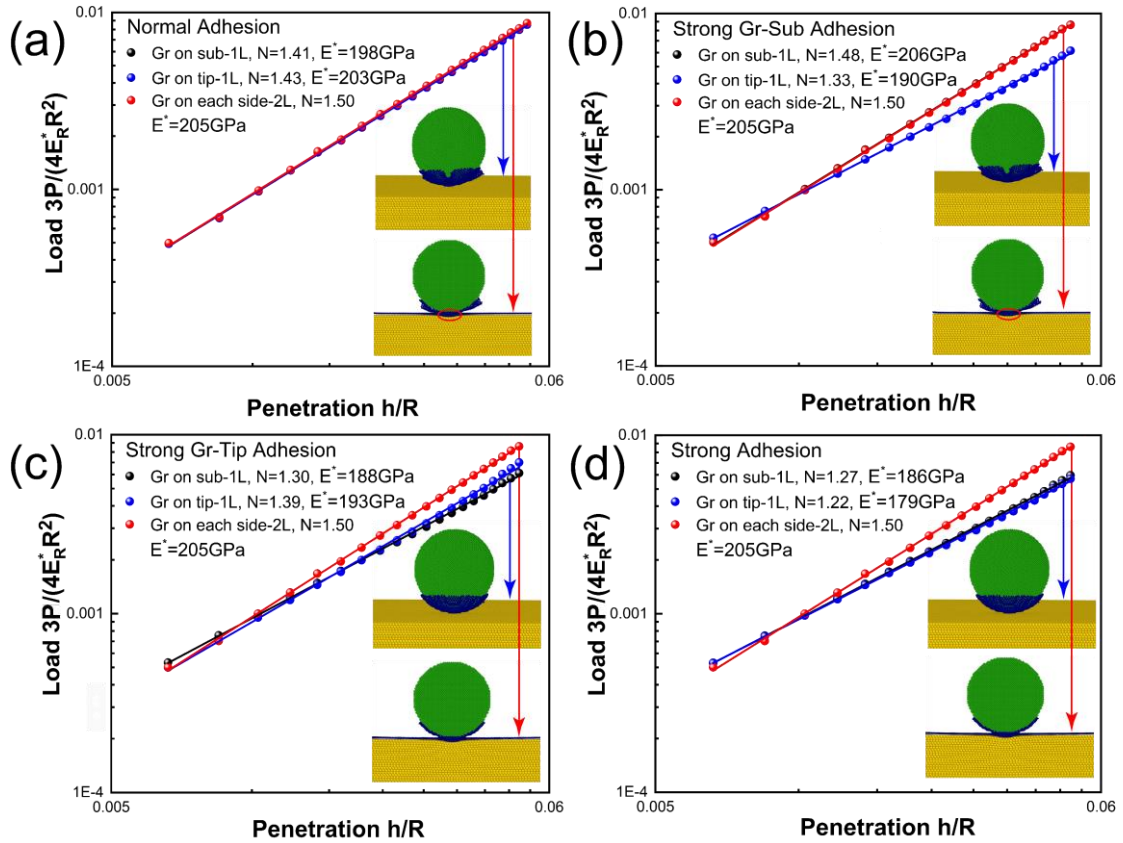 (a)
Normal Adhesion
Gr on sub-1L, N=1.41, E*=198GPa
Gr on tip-1L, N=1.43, E*=203GPa
Gr on each side-2L, N=1.50
E*=205GPa
0.01
0.001
1E-4
0.005
0.06
Load 3P/(4E*RR²)
Penetration h/R
(b)
Strong Gr-Sub Adhesion
Gr on sub-1L, N=1.48, E*=206GPa
Gr on tip-1L, N=1.33, E*=190GPa
Gr on each side-2L, N=1.50
E*=205GPa
0.01
0.001
1E-4
0.005
0.06
Load 3P/(4E*RR²)
Penetration h/R
(c)
Strong Gr-Tip Adhesion
Gr on sub-1L, N=1.30, E*=188GPa
Gr on tip-1L, N=1.39, E*=193GPa
Gr on each side-2L, N=1.50
E*=205GPa
0.01
0.001
1E-4
0.005
0.06
Load 3P/(4E*RR²)
Penetration h/R
(d)
Strong Adhesion
Gr on sub-1L, N=1.27, E*=186GPa
Gr on tip-1L, N=1.22, E*=179GPa
Gr on each side-2L, N=1.50
E*=205GPa
0.01
0.001
1E-4
0.005
0.06
Load 3P/(4E*RR²)
Penetration h/R